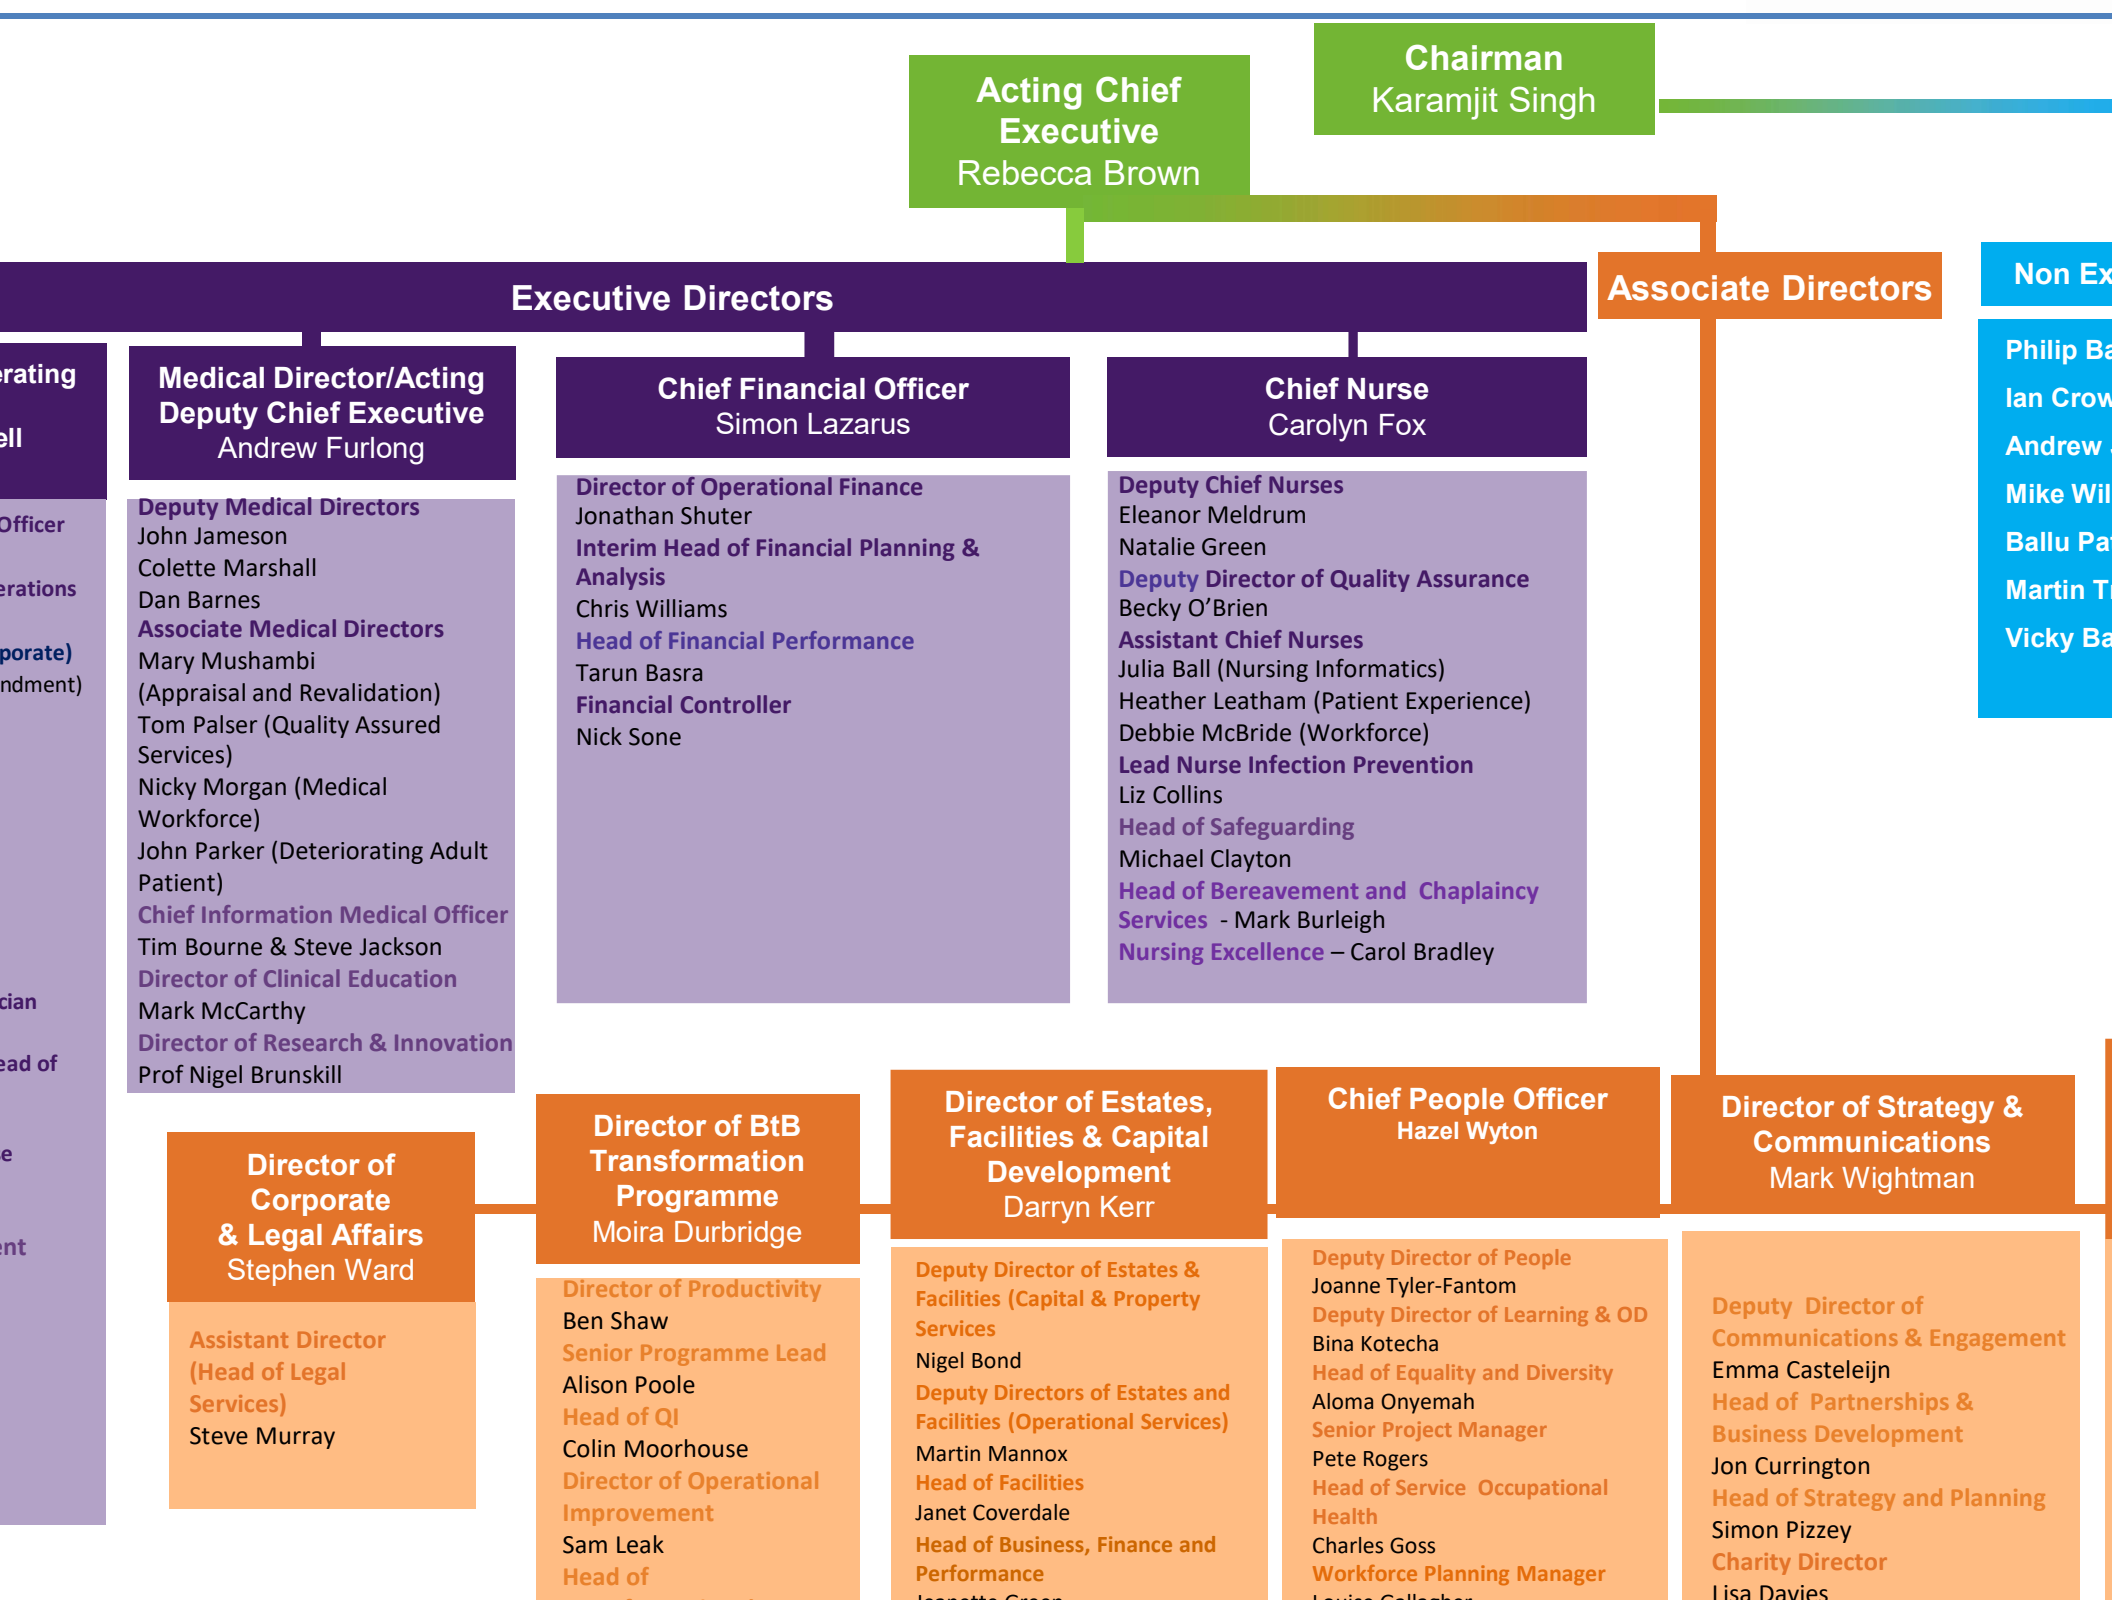 Chairman
Karamjit Singh
Acting Chief
Executive
Rebecca Brown
Executive Directors
Associate Directors
Non
Medical Director/Acting
Deputy Chief Executive
Andrew Furlong
Deputy Medical Directors
John Jameson
Colette Marshall
Dan Barnes
Associate Medical Directors
Mary Mushambi
(Appraisal and Revalidation)
Tom Palser (Quality Assured
Services)
Nicky Morgan (Medical
Workforce)
John Parker (Deteriorating Adult
Patient)
Chief Information Medical Officer
Tim Bourne & Steve Jackson
Director of Clinical Education
Mark McCarthy
Director of Research & Innovation
Prof Nigel Brunskill
Chief Financial Officer
Simon Lazarus
Director of Operational Finance
Jonathan Shuter
Interim Head of Financial Planning &
Analysis
Chris Williams
Head of Financial Performance
Tarun Basra
Financial Controller
Nick Sone
Chief Nurse
Carolyn Fox
Deputy Chief Nurses
Eleanor Meldrum
Natalie Green
Deputy Director of Quality Assurance
Becky O’Brien
Assistant Chief Nurses
Julia Ball (Nursing Informatics)
Heather Leatham (Patient Experience)
Debbie McBride (Workforce)
Lead Nurse Infection Prevention
Liz Collins
Head of Safeguarding
Michael Clayton
Head of Bereavement and Chaplaincy
Services - Mark Burleigh
Nursing Excellence – Carol Bradley
Philip
Ian
Andrew
Mike
Ballu
Martin
Vicky
Officer
of
Director of
Corporate
& Legal Affairs
Stephen Ward
Assistant Director
(Head of Legal
Services)
Steve Murray
Director of BtB
Transformation
Programme
Moira Durbridge
Director of Productivity
Ben Shaw
Senior Programme Lead
Alison Poole
Head of QI
Colin Moorhouse
Director of Operational
Improvement
Sam Leak
Head of
Director of Estates,
Facilities & Capital
Development
Darryn Kerr
Deputy Director of Estates &
Facilities (Capital & Property
Services
Nigel Bond
Deputy Directors of Estates and
Facilities (Operational Services)
Martin Mannox
Head of Facilities
Janet Coverdale
Head of Business, Finance and
Performance
Chief People Officer
Hazel Wyton
Deputy Director of People
Joanne Tyler-Fantom
Deputy Director of Learning & OD
Bina Kotecha
Head of Equality and Diversity
Aloma Onyemah
Senior Project Manager
Pete Rogers
Head of Service Occupational
Health
Charles Goss
Workforce Planning Manager
Director of Strategy &
Communications
Mark Wightman
Deputy Director of
Communications & Engagement
Emma Casteleijn
Head of Partnerships &
Business Development
Jon Currington
Head of Strategy and Planning
Simon Pizzey
Charity Director
Lisa Davies